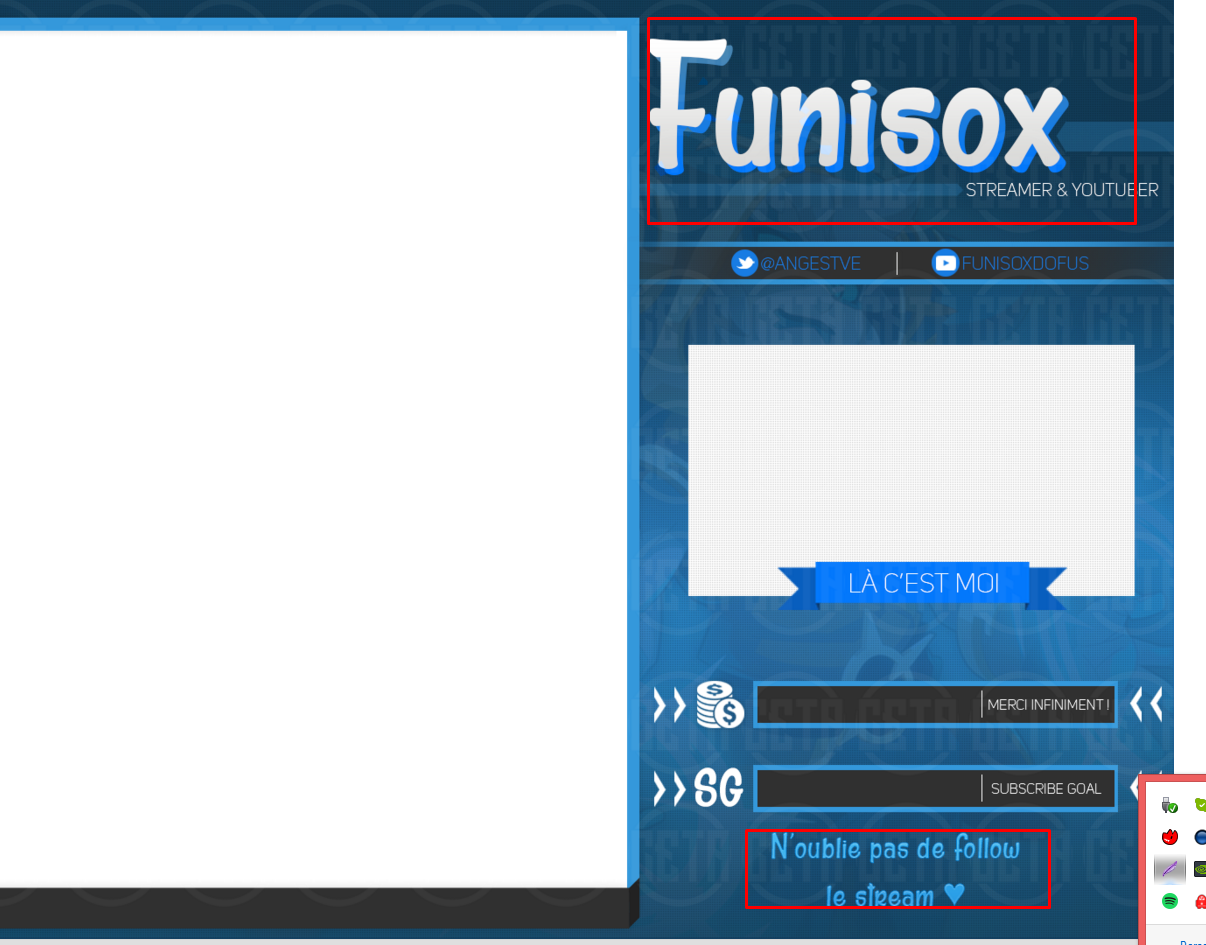 Funisox
STREAMER & YOUTUBER
@ANGESTVE
FUNISOXDOFUS
LÀ C'EST MOI
MERCI INFINIMENT !
SG
SUBSCRIBE GOAL
N'oublie pas de follow
le stream ♥